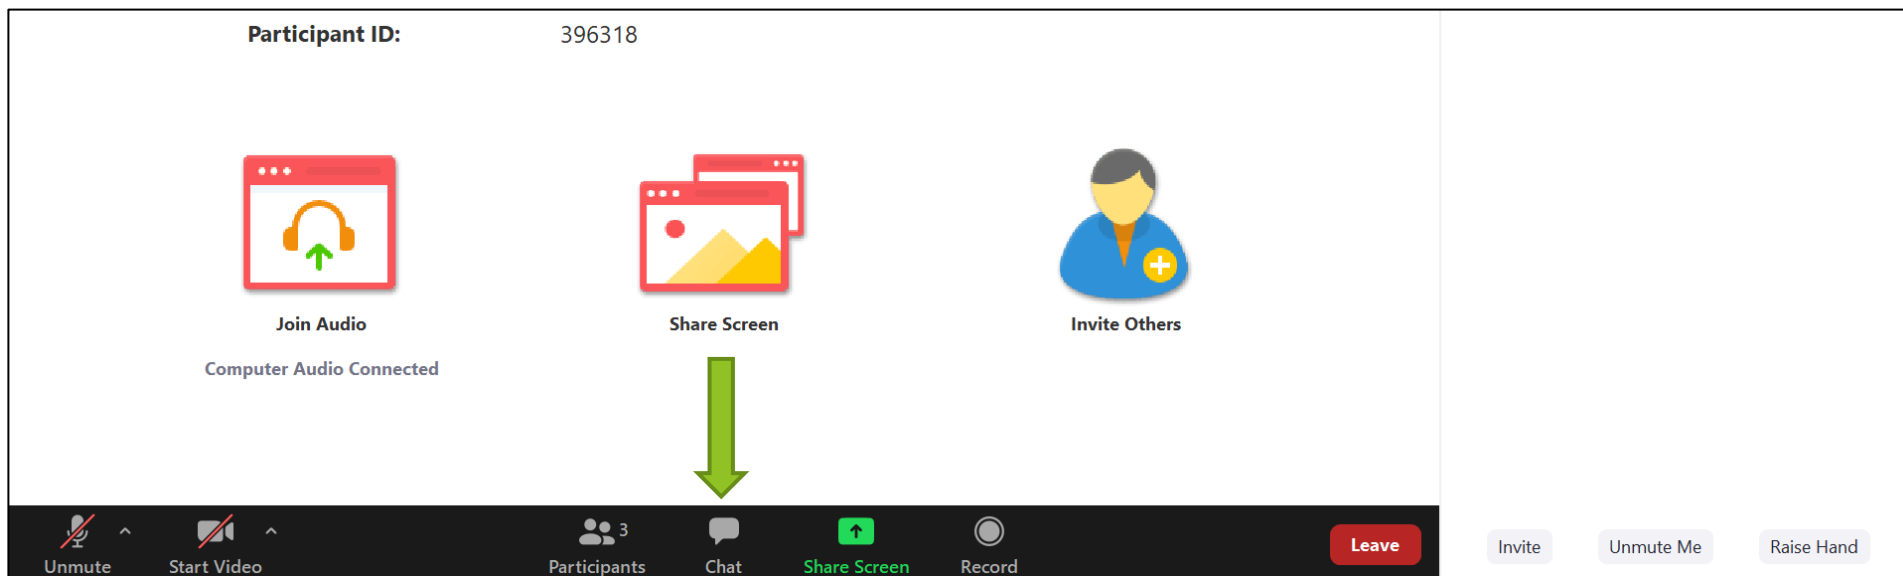 Participant ID: 396318
Join Audio
Share Screen
Invite Others
Computer Audio Connected
Unmute
Start Video
3
Participants
Chat
Share Screen
Record
Leave
Invite
Unmute Me
Raise Hand